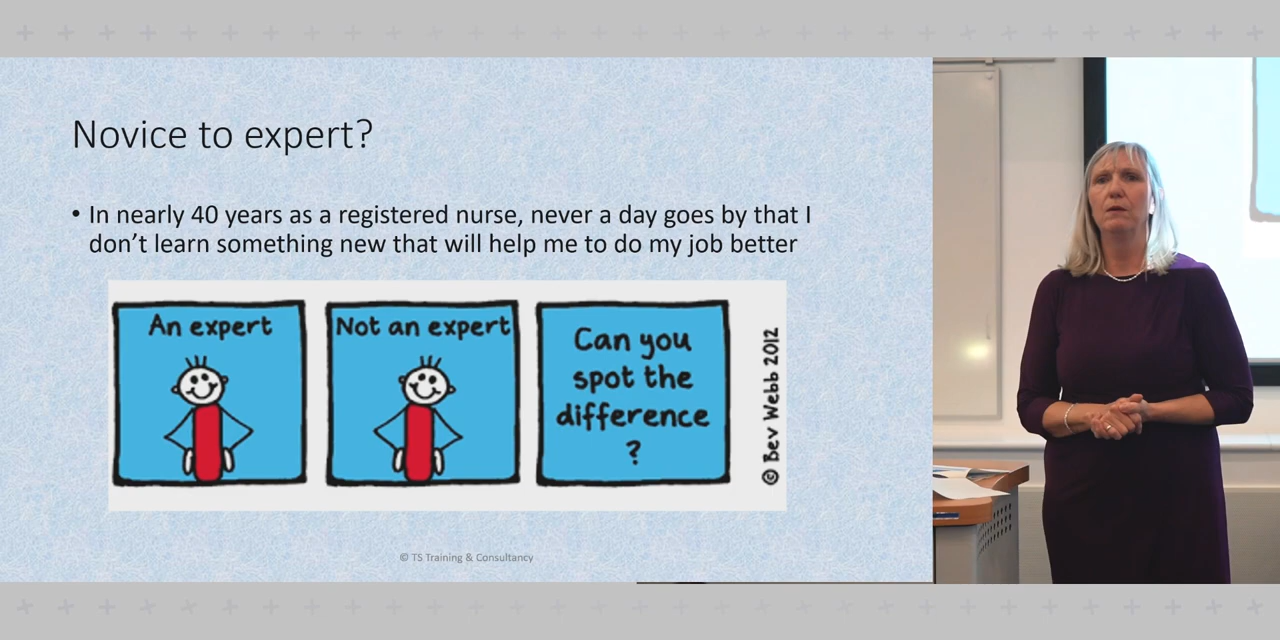 Novice to expert?
• In nearly 40 years as a registered nurse, never a day goes by that I
don’t learn something new that will help me to do my job better
An expert
Not an expert
Can you
spot the
difference
?
© Bev Webb 2012
© TS Training & Consultancy